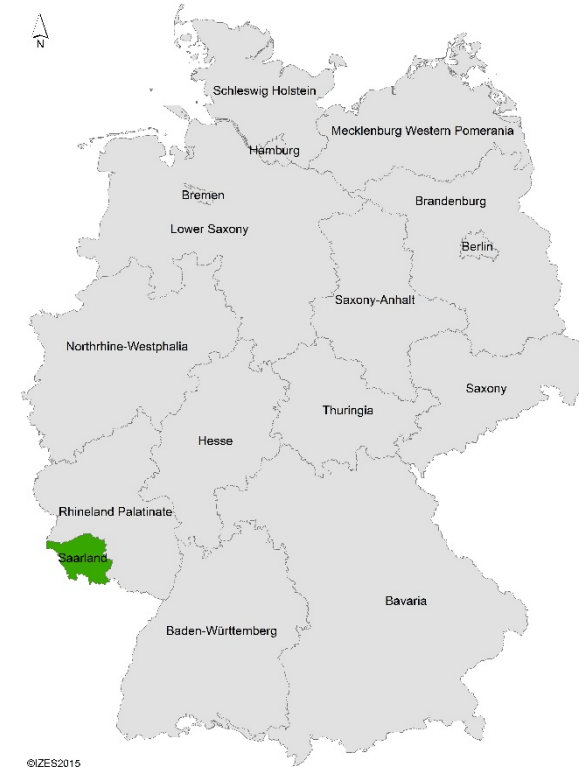 N
Schleswig Holstein
Mecklenburg Western Pomerania
Hamburg
Bremen
Brandenburg
Lower Saxony
Berlin
Saxony-Anhalt
Northrhine-Westphalia
Saxony
Thuringia
Hesse
Rhineland Palatinate
Saarland
Bavaria
Baden-Württemberg
©IZES2015